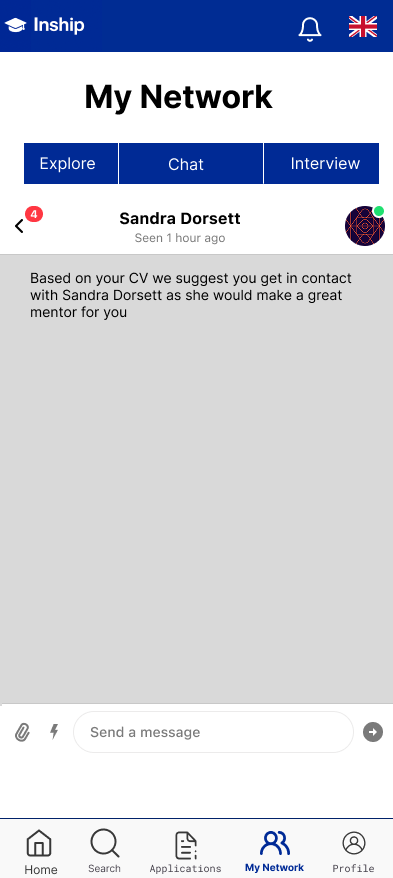 Inship
My Network
Explore
Chat
Interview
4
Sandra Dorsett
Seen 1 hour ago
Based on your CV we suggest you get in contact
with Sandra Dorsett as she would make a great
mentor for you
Send a message
Home
Search
Applications
My Network
Profile